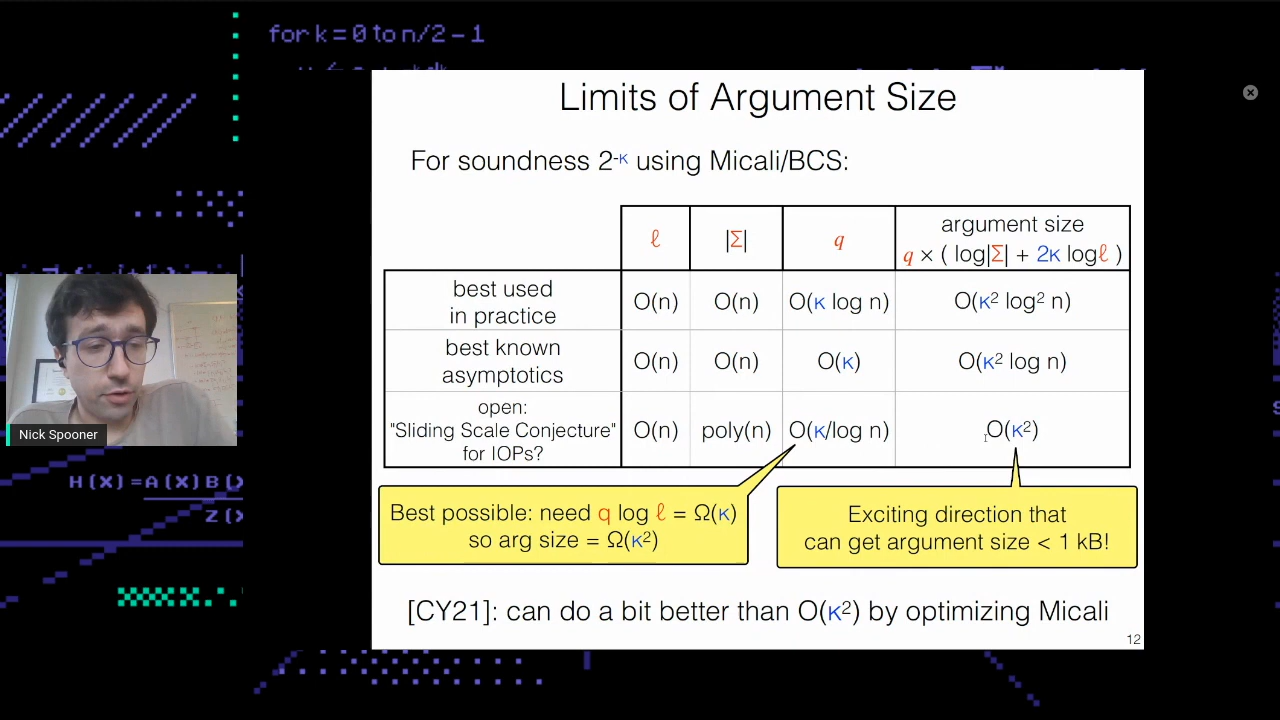 for k = 0 to n/2 - 1
Limits of Argument Size
For soundness 2^-κ using Micali/BCS:
ℓ |Σ| q argument size
q × ( log|Σ| + 2κ logℓ )
best used
in practice
O(n) O(n) O(κ log n) O(κ² log² n)
best known
asymptotics
O(n) O(n) O(κ) O(κ² log n)
open:
"Sliding Scale Conjecture"
for IOPs?
O(n) poly(n) O(κ/log n) O(κ²)
Best possible: need q log ℓ = Ω(κ)
so arg size = Ω(κ²)
Exciting direction that
can get argument size < 1 kB!
[CY21]: can do a bit better than O(κ²) by optimizing Micali
12
Nick Spooner
H(X)=A(X)B(X
Z(X